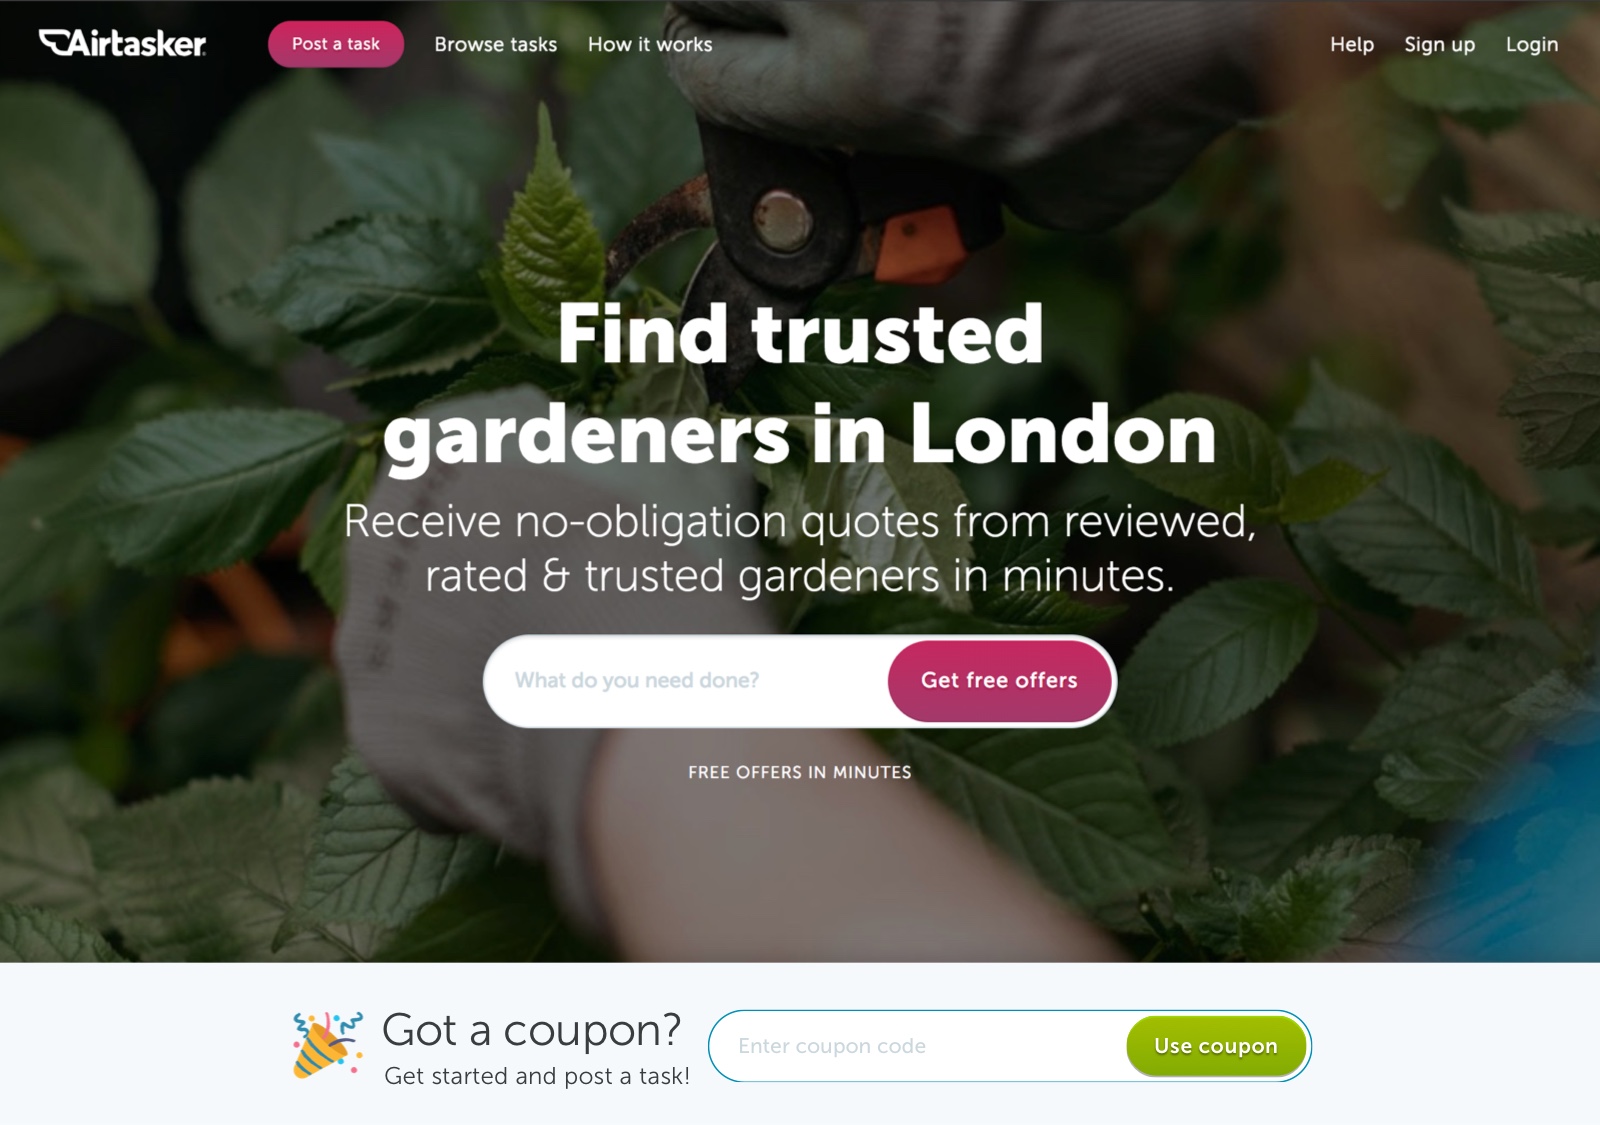 Airtasker
Post a task
Browse tasks
How it works
Help
Sign up
Login
Find trusted
gardeners in London
Receive no-obligation quotes from reviewed,
rated & trusted gardeners in minutes.
What do you need done?
Get free offers
FREE OFFERS IN MINUTES
Got a coupon?
Get started and post a task!
Enter coupon code
Use coupon